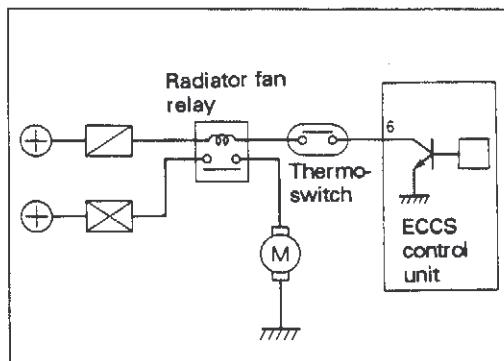 Radiator fan
relay
6
Thermo-
switch
M
ECCS
control
unit